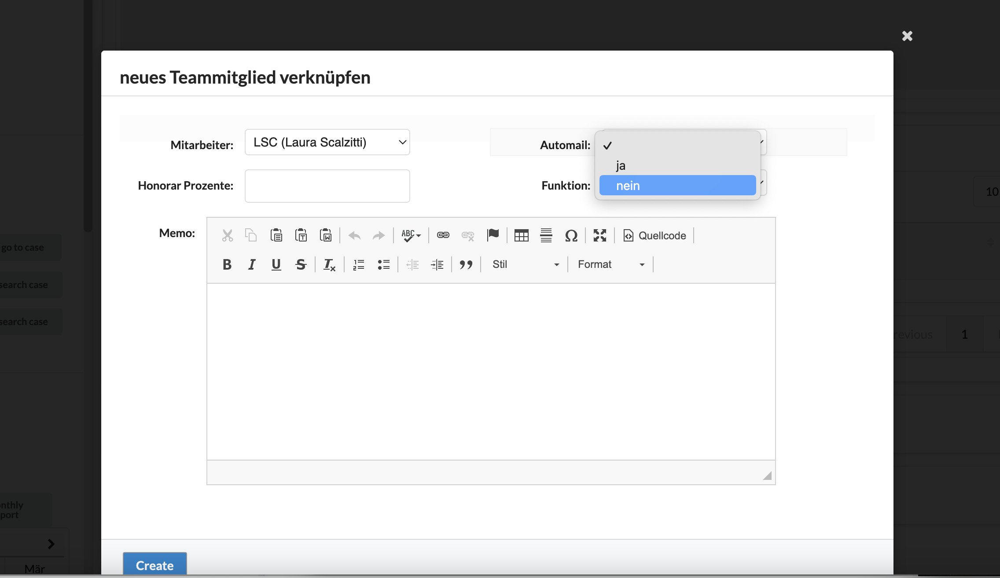 neues Teammitglied verknüpfen
Mitarbeiter: LSC (Laura Scalzitti) Automail:
ja
nein
Honorar Prozente: Funktion:
Memo:
ABC
Quellcode
Stil Format
Create
go to case
search case
search case
nthly
port
Mär
10
revious 1